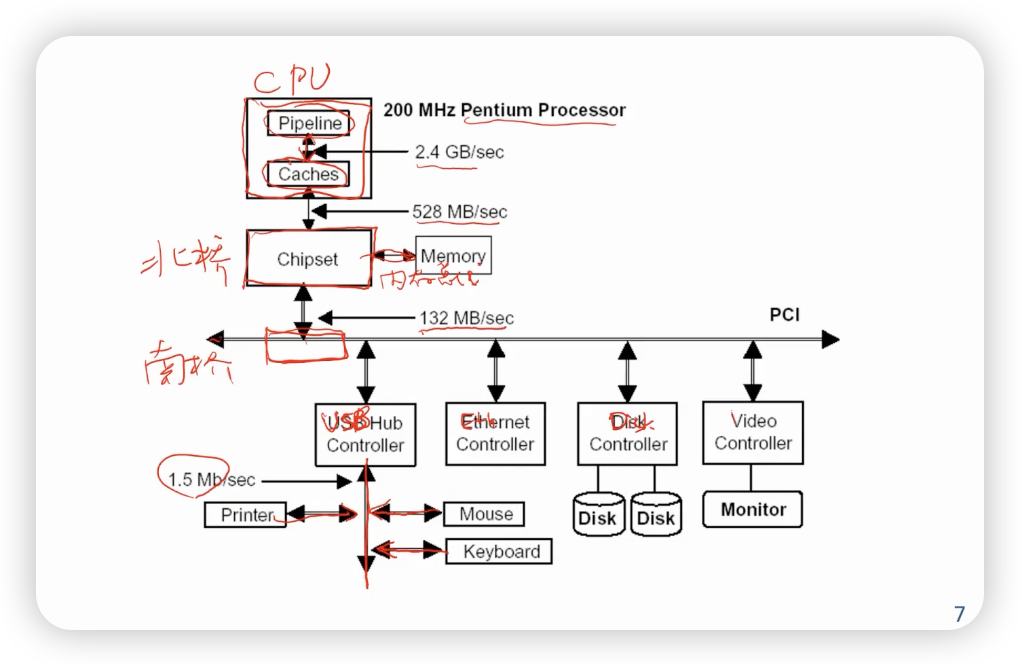 CPU
200 MHz Pentium Processor
Pipeline
2.4 GB/sec
Caches
528 MB/sec
北桥
Chipset
Memory
内存总线
132 MB/sec
PCI
南桥
USB Hub Controller
USB
Ethernet Controller
Eth
Disk Controller
Disk
Video Controller
1.5 Mb/sec
Printer
Mouse
Disk
Disk
Monitor
Keyboard
7